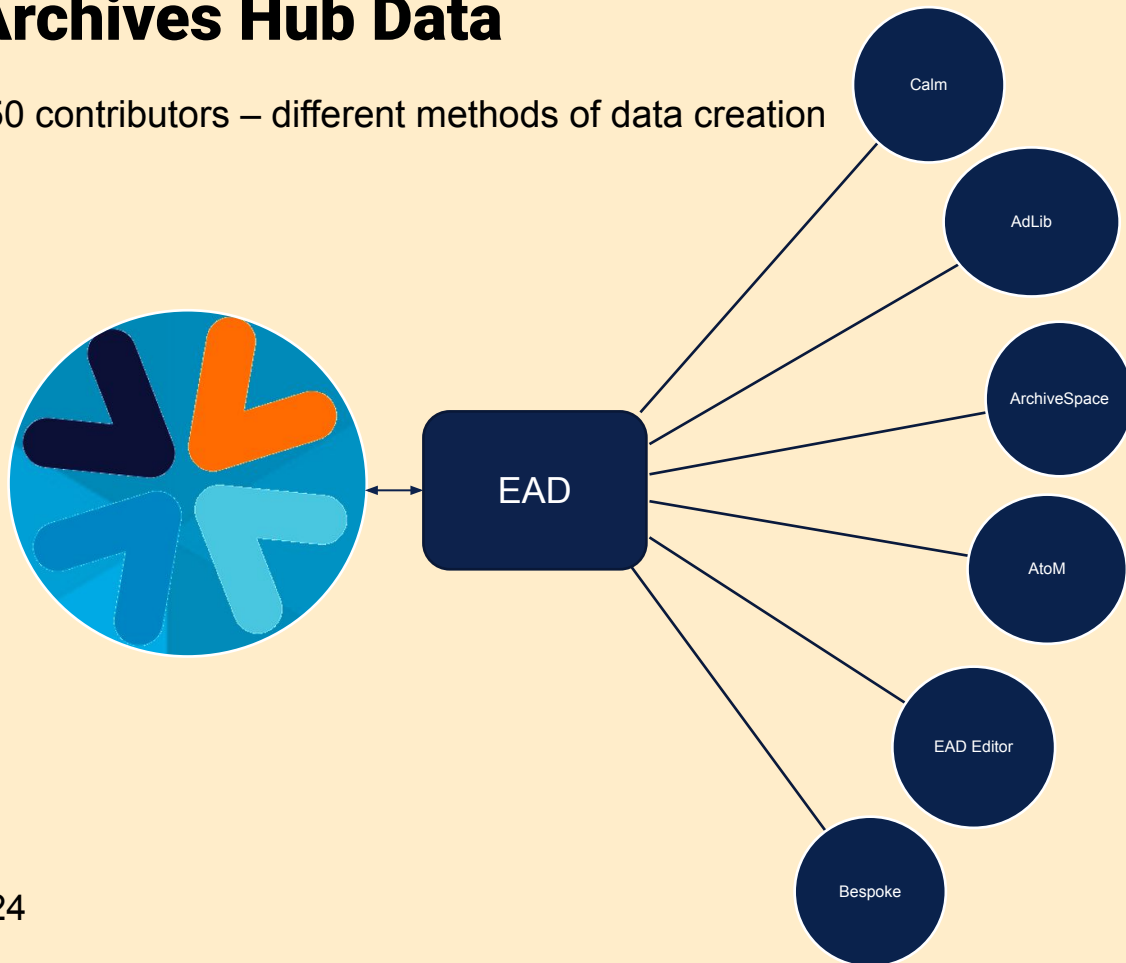 Archives Hub Data
50 contributors – different methods of data creation
Calm
AdLib
ArchiveSpace
AtoM
EAD
EAD Editor
Bespoke
24